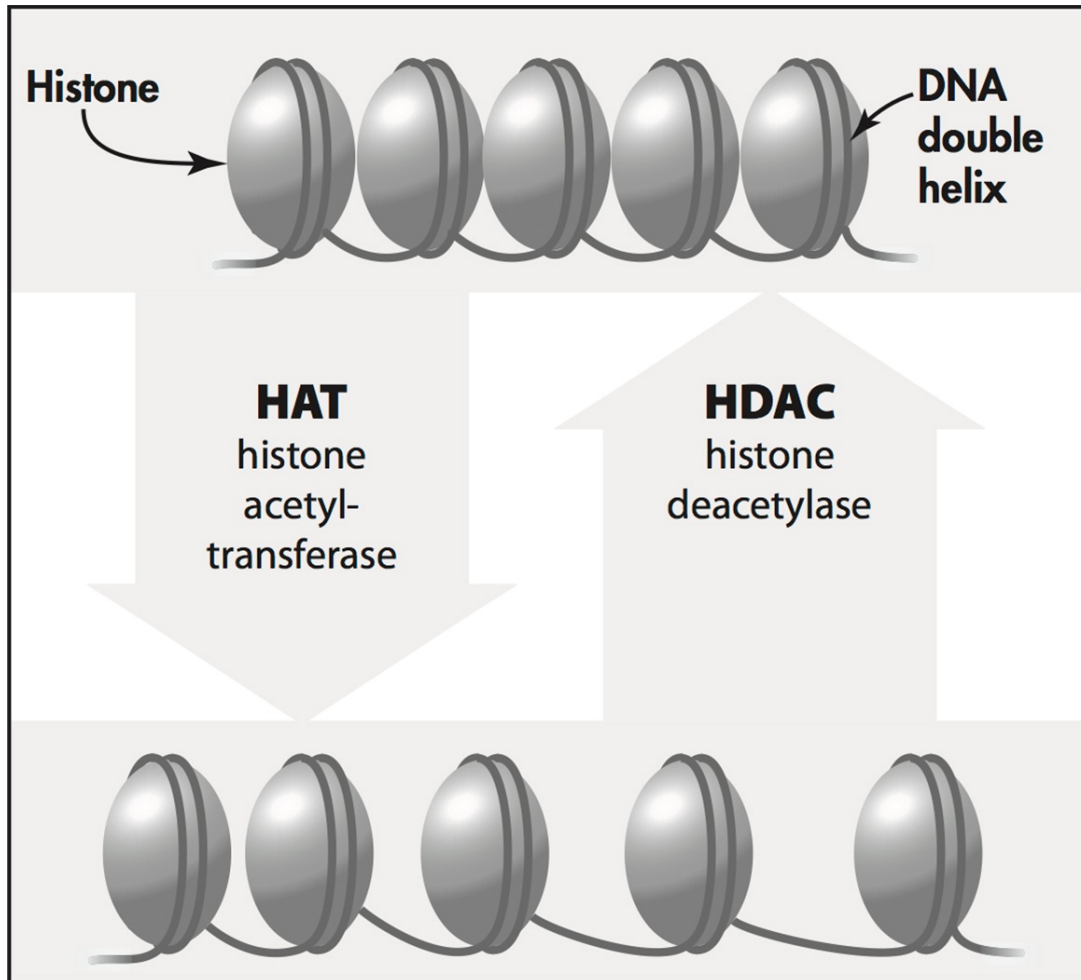 Histone
DNA
double
helix
HAT
histone
acetyl-
transferase
HDAC
histone
deacetylase